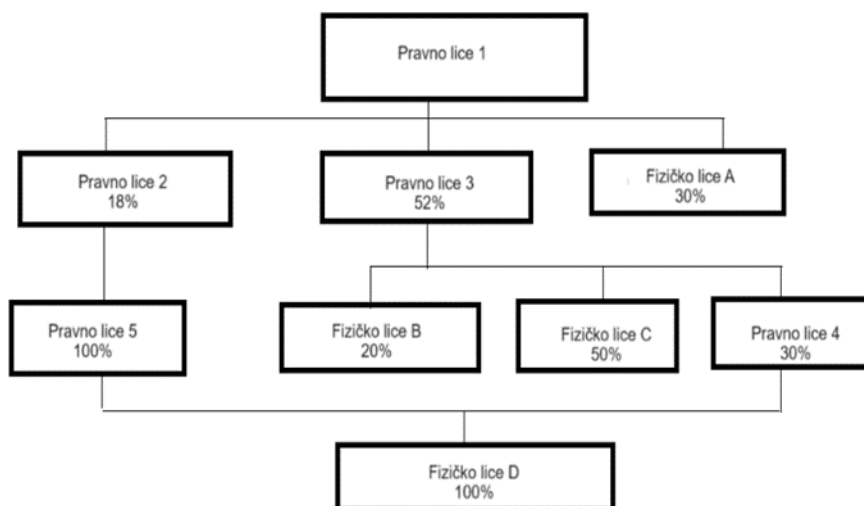 Pravno lice 1
Pravno lice 2
18%
Pravno lice 3
52%
Fizičko lice A
30%
Pravno lice 5
100%
Fizičko lice B
20%
Fizičko lice C
50%
Pravno lice 4
30%
Fizičko lice D
100%